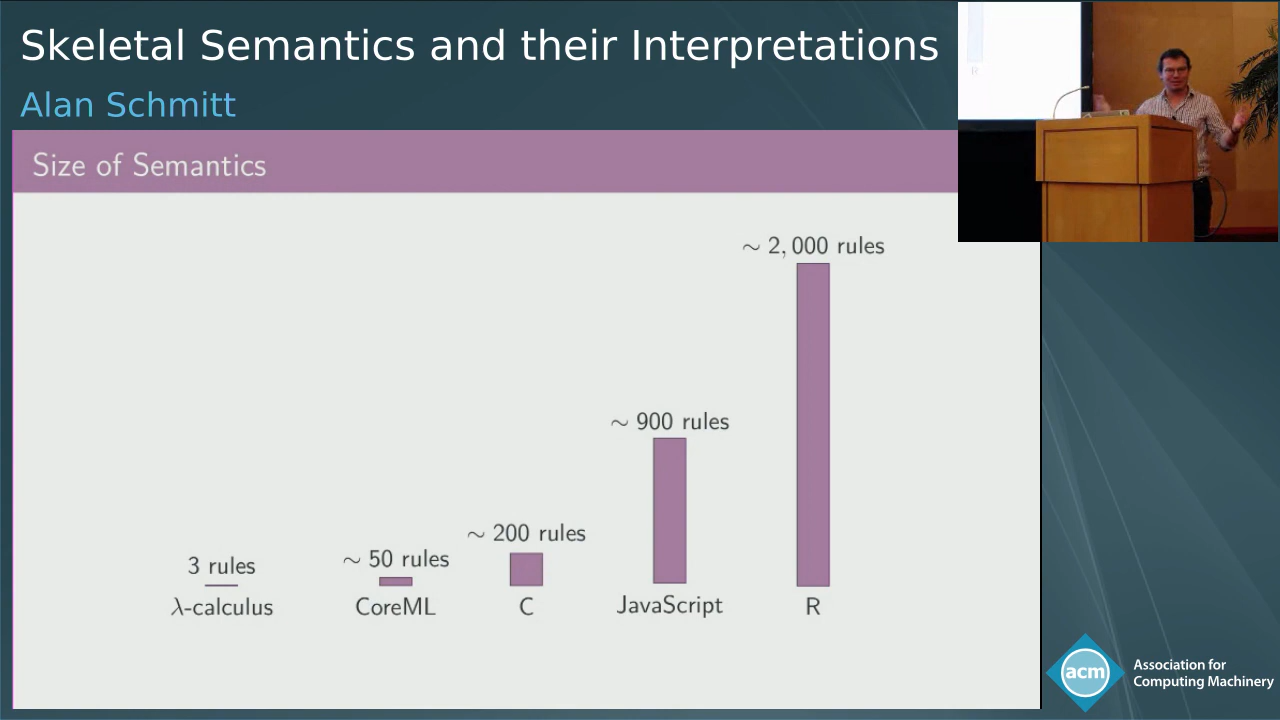 Skeletal Semantics and their Interpretations
Alan Schmitt
Size of Semantics
∼ 2,000 rules
∼ 900 rules
∼ 200 rules
∼ 50 rules
3 rules
λ-calculus
CoreML
C
JavaScript
R
R
acm
Association for
Computing Machinery